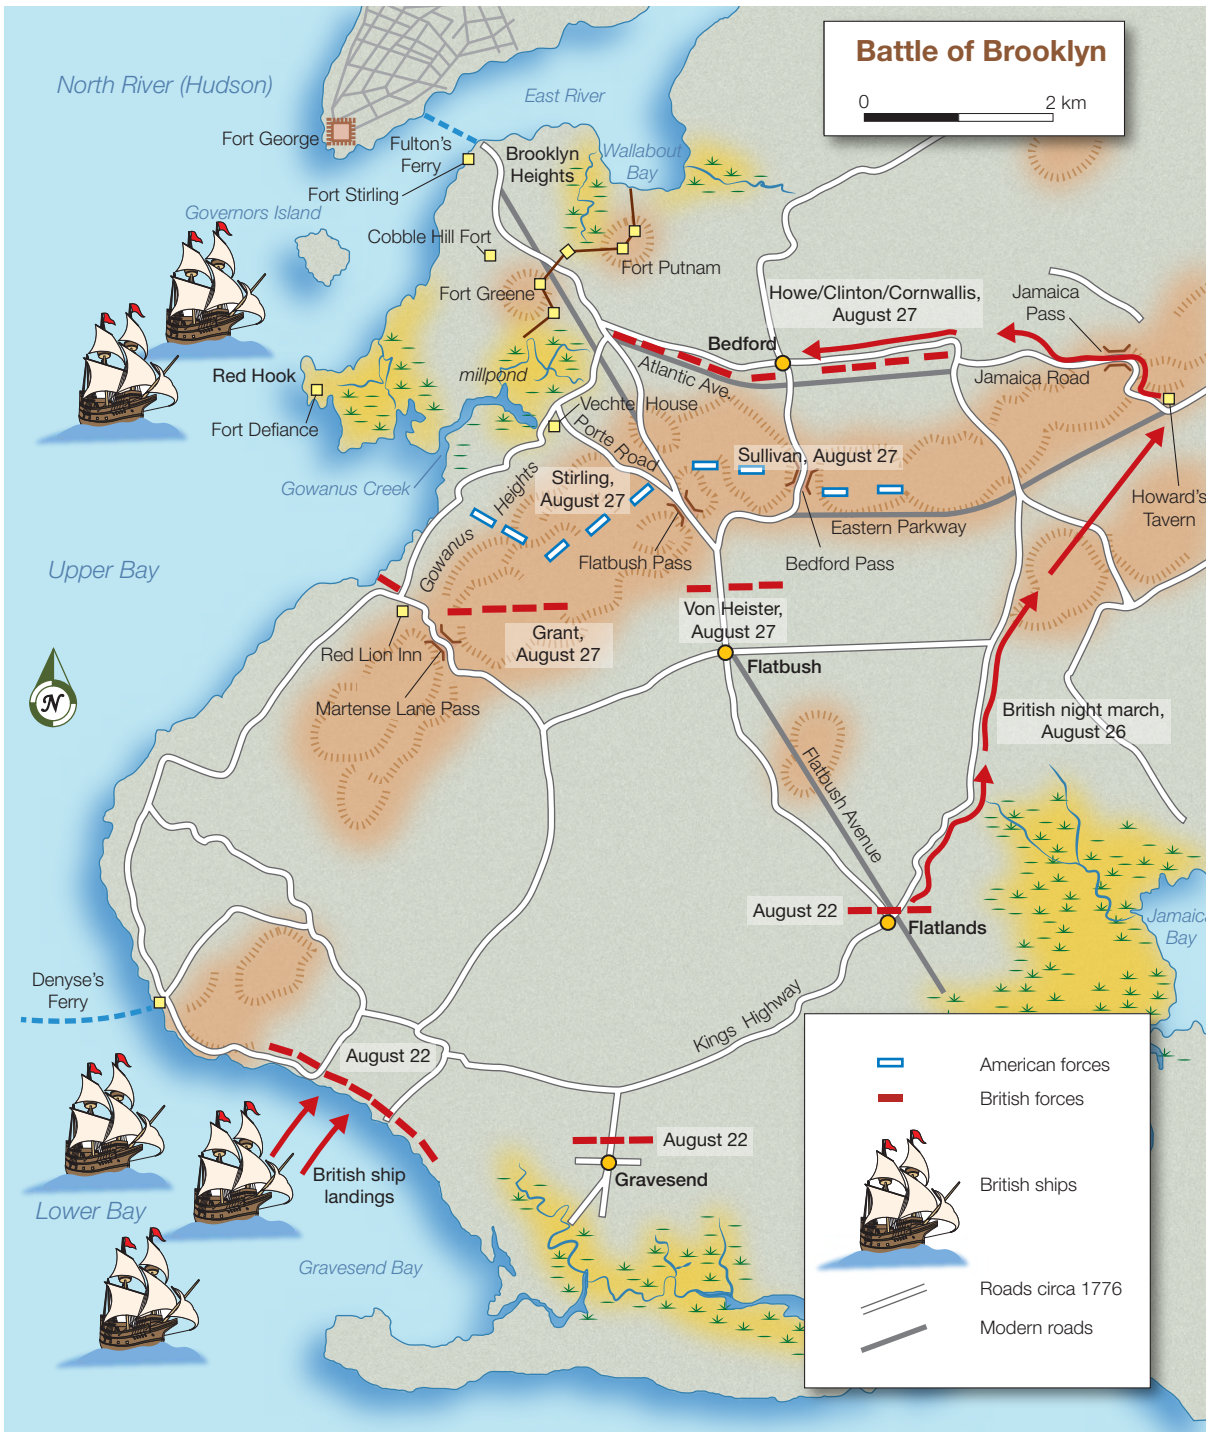 Battle of Brooklyn
0 2 km
North River (Hudson)
East River
Fort George
Fulton's
Ferry
Brooklyn
Heights
Wallabout
Bay
Fort Stirling
Governors Island
Cobble Hill Fort
Fort Putnam
Fort Greene
Howe/Clinton/Cornwallis,
August 27
Jamaica
Pass
Bedford
Red Hook
millpond
Atlantic Ave.
Jamaica Road
Vechte House
Fort Defiance
Porte Road
Sullivan, August 27
Gowanus Creek
Stirling,
August 27
Gowanus Heights
Howard's
Tavern
Eastern Parkway
Flatbush Pass
Bedford Pass
Upper Bay
Von Heister,
August 27
Grant,
August 27
Red Lion Inn
Flatbush
Martense Lane Pass
N
British night march,
August 26
Flatbush Avenue
August 22
Flatlands
Jamaica
Bay
Denyse's
Ferry
Kings Highway
August 22
August 22
British ship
landings
Gravesend
Lower Bay
Gravesend Bay
American forces
British forces
British ships
Roads circa 1776
Modern roads